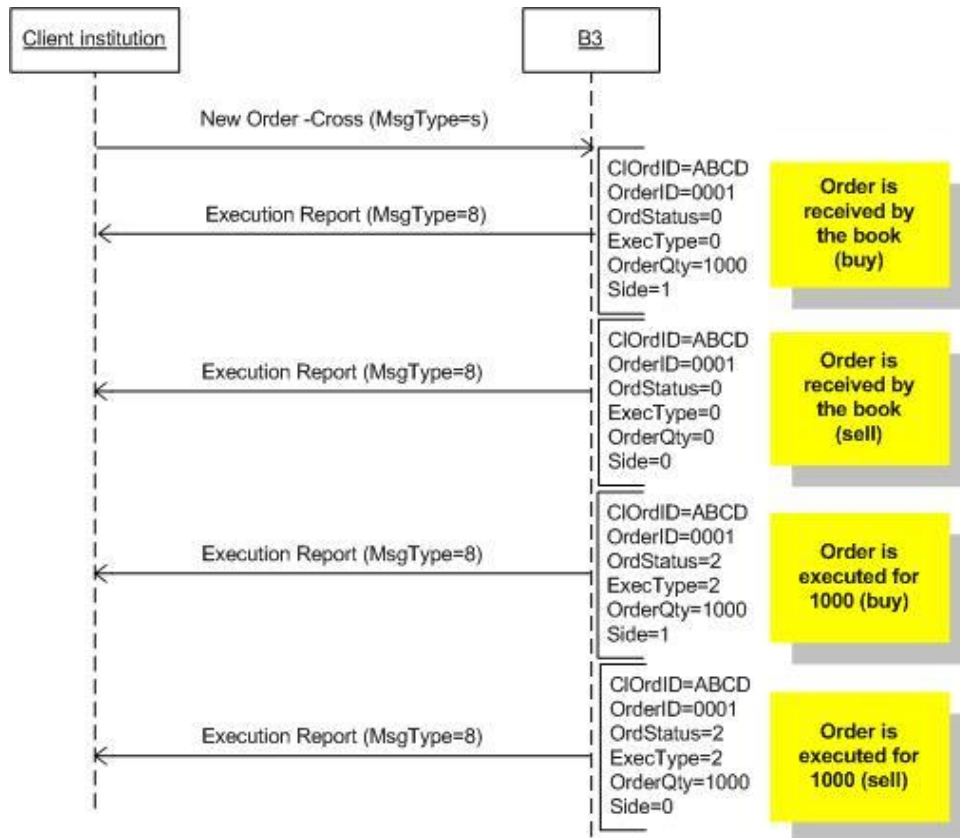 Client institution
B3
New Order -Cross (MsgType=s)
ClOrdID=ABCD
OrderID=0001
OrdStatus=0
ExecType=0
OrderQty=1000
Side=1
Order is
received by
the book
(buy)
Execution Report (MsgType=8)
ClOrdID=ABCD
OrderID=0001
OrdStatus=0
ExecType=0
OrderQty=0
Side=0
Order is
received by
the book
(sell)
Execution Report (MsgType=8)
ClOrdID=ABCD
OrderID=0001
OrdStatus=2
ExecType=2
OrderQty=1000
Side=1
Order is
executed for
1000 (buy)
Execution Report (MsgType=8)
ClOrdID=ABCD
OrderID=0001
OrdStatus=2
ExecType=2
OrderQty=1000
Side=0
Order is
executed for
1000 (sell)
Execution Report (MsgType=8)